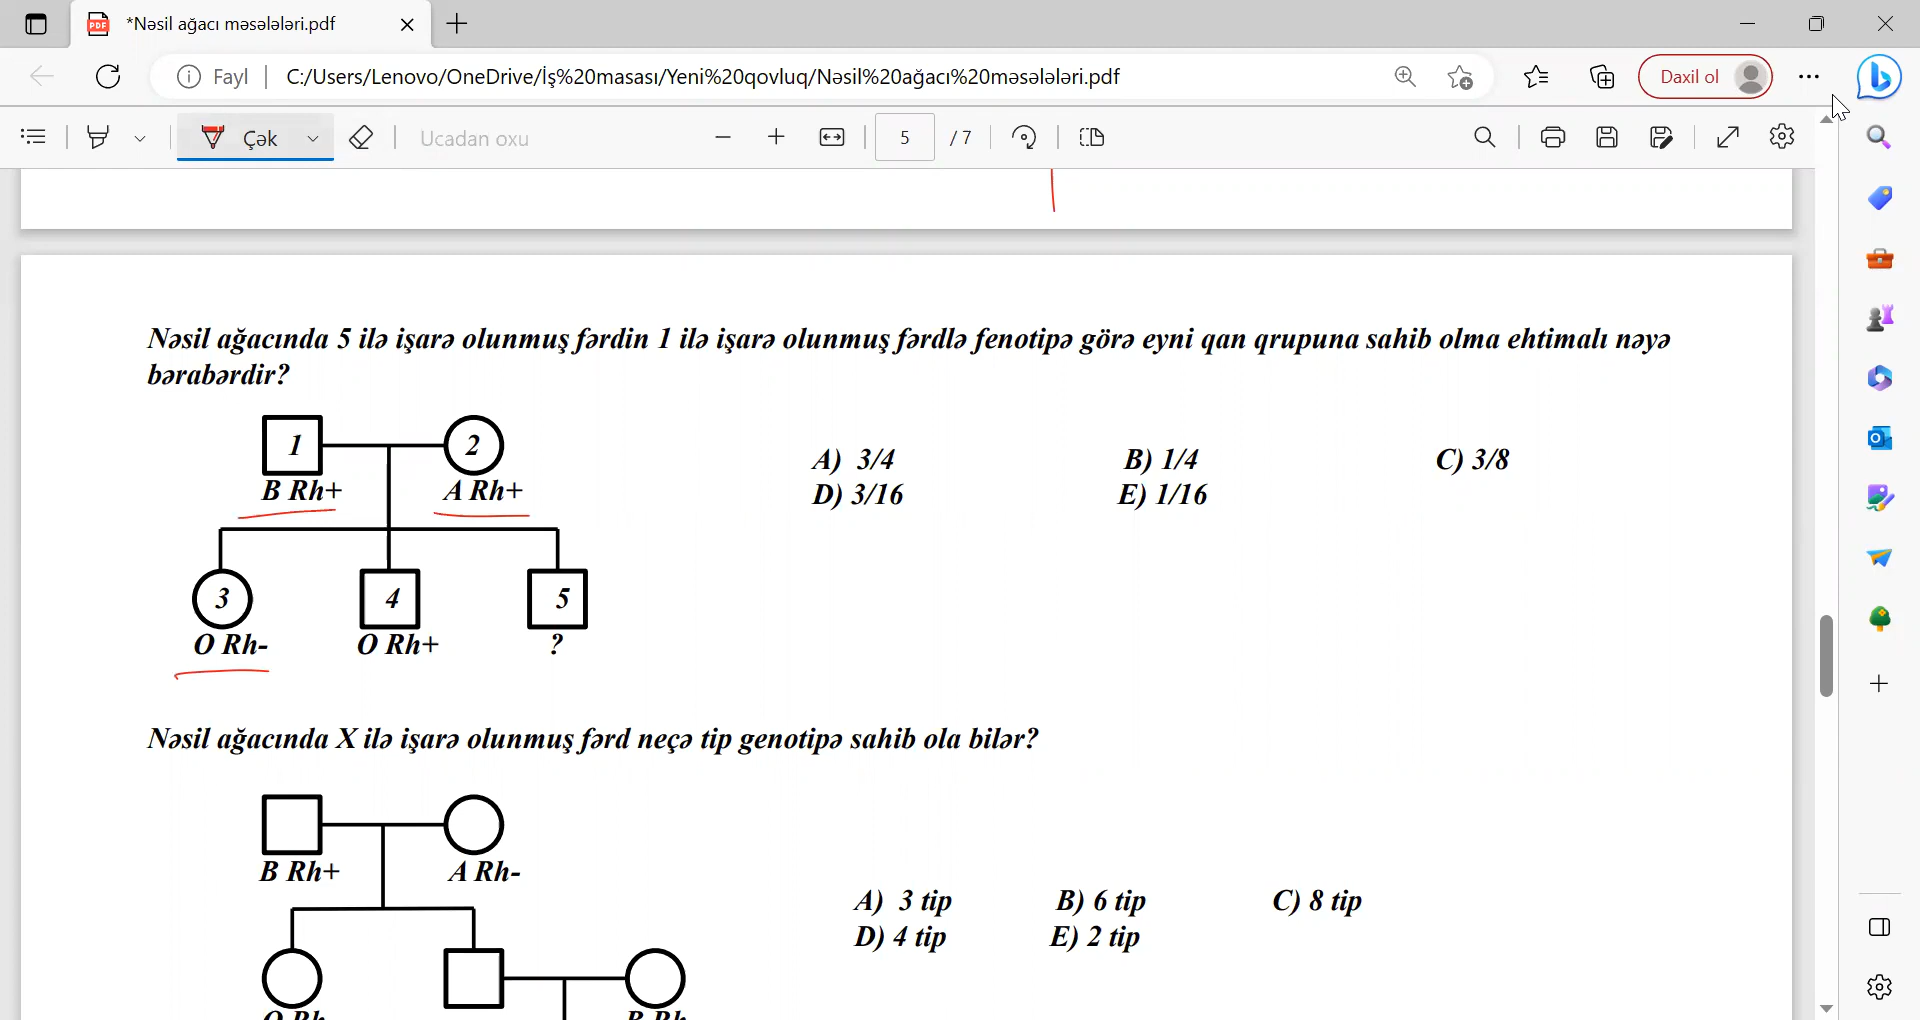 *Nəsil ağacı məsələləri.pdf
Fayl
C:/Users/Lenovo/OneDrive/İş%20masası/Yeni%20qovluq/Nəsil%20ağacı%20məsələləri.pdf
Daxil ol
Çək
Ucadan oxu
5 / 7
Nəsil ağacında 5 ilə işarə olunmuş fərdin 1 ilə işarə olunmuş fərdlə fenotipə görə eyni qan qrupuna sahib olma ehtimalı nəyə
bərabərdir?
1 2
B Rh+ A Rh+
A) 3/4 B) 1/4 C) 3/8
D) 3/16 E) 1/16
3 4 5
O Rh- O Rh+ ?
Nəsil ağacında X ilə işarə olunmuş fərd neçə tip genotipə sahib ola bilər?
B Rh+ A Rh-
A) 3 tip B) 6 tip C) 8 tip
D) 4 tip E) 2 tip